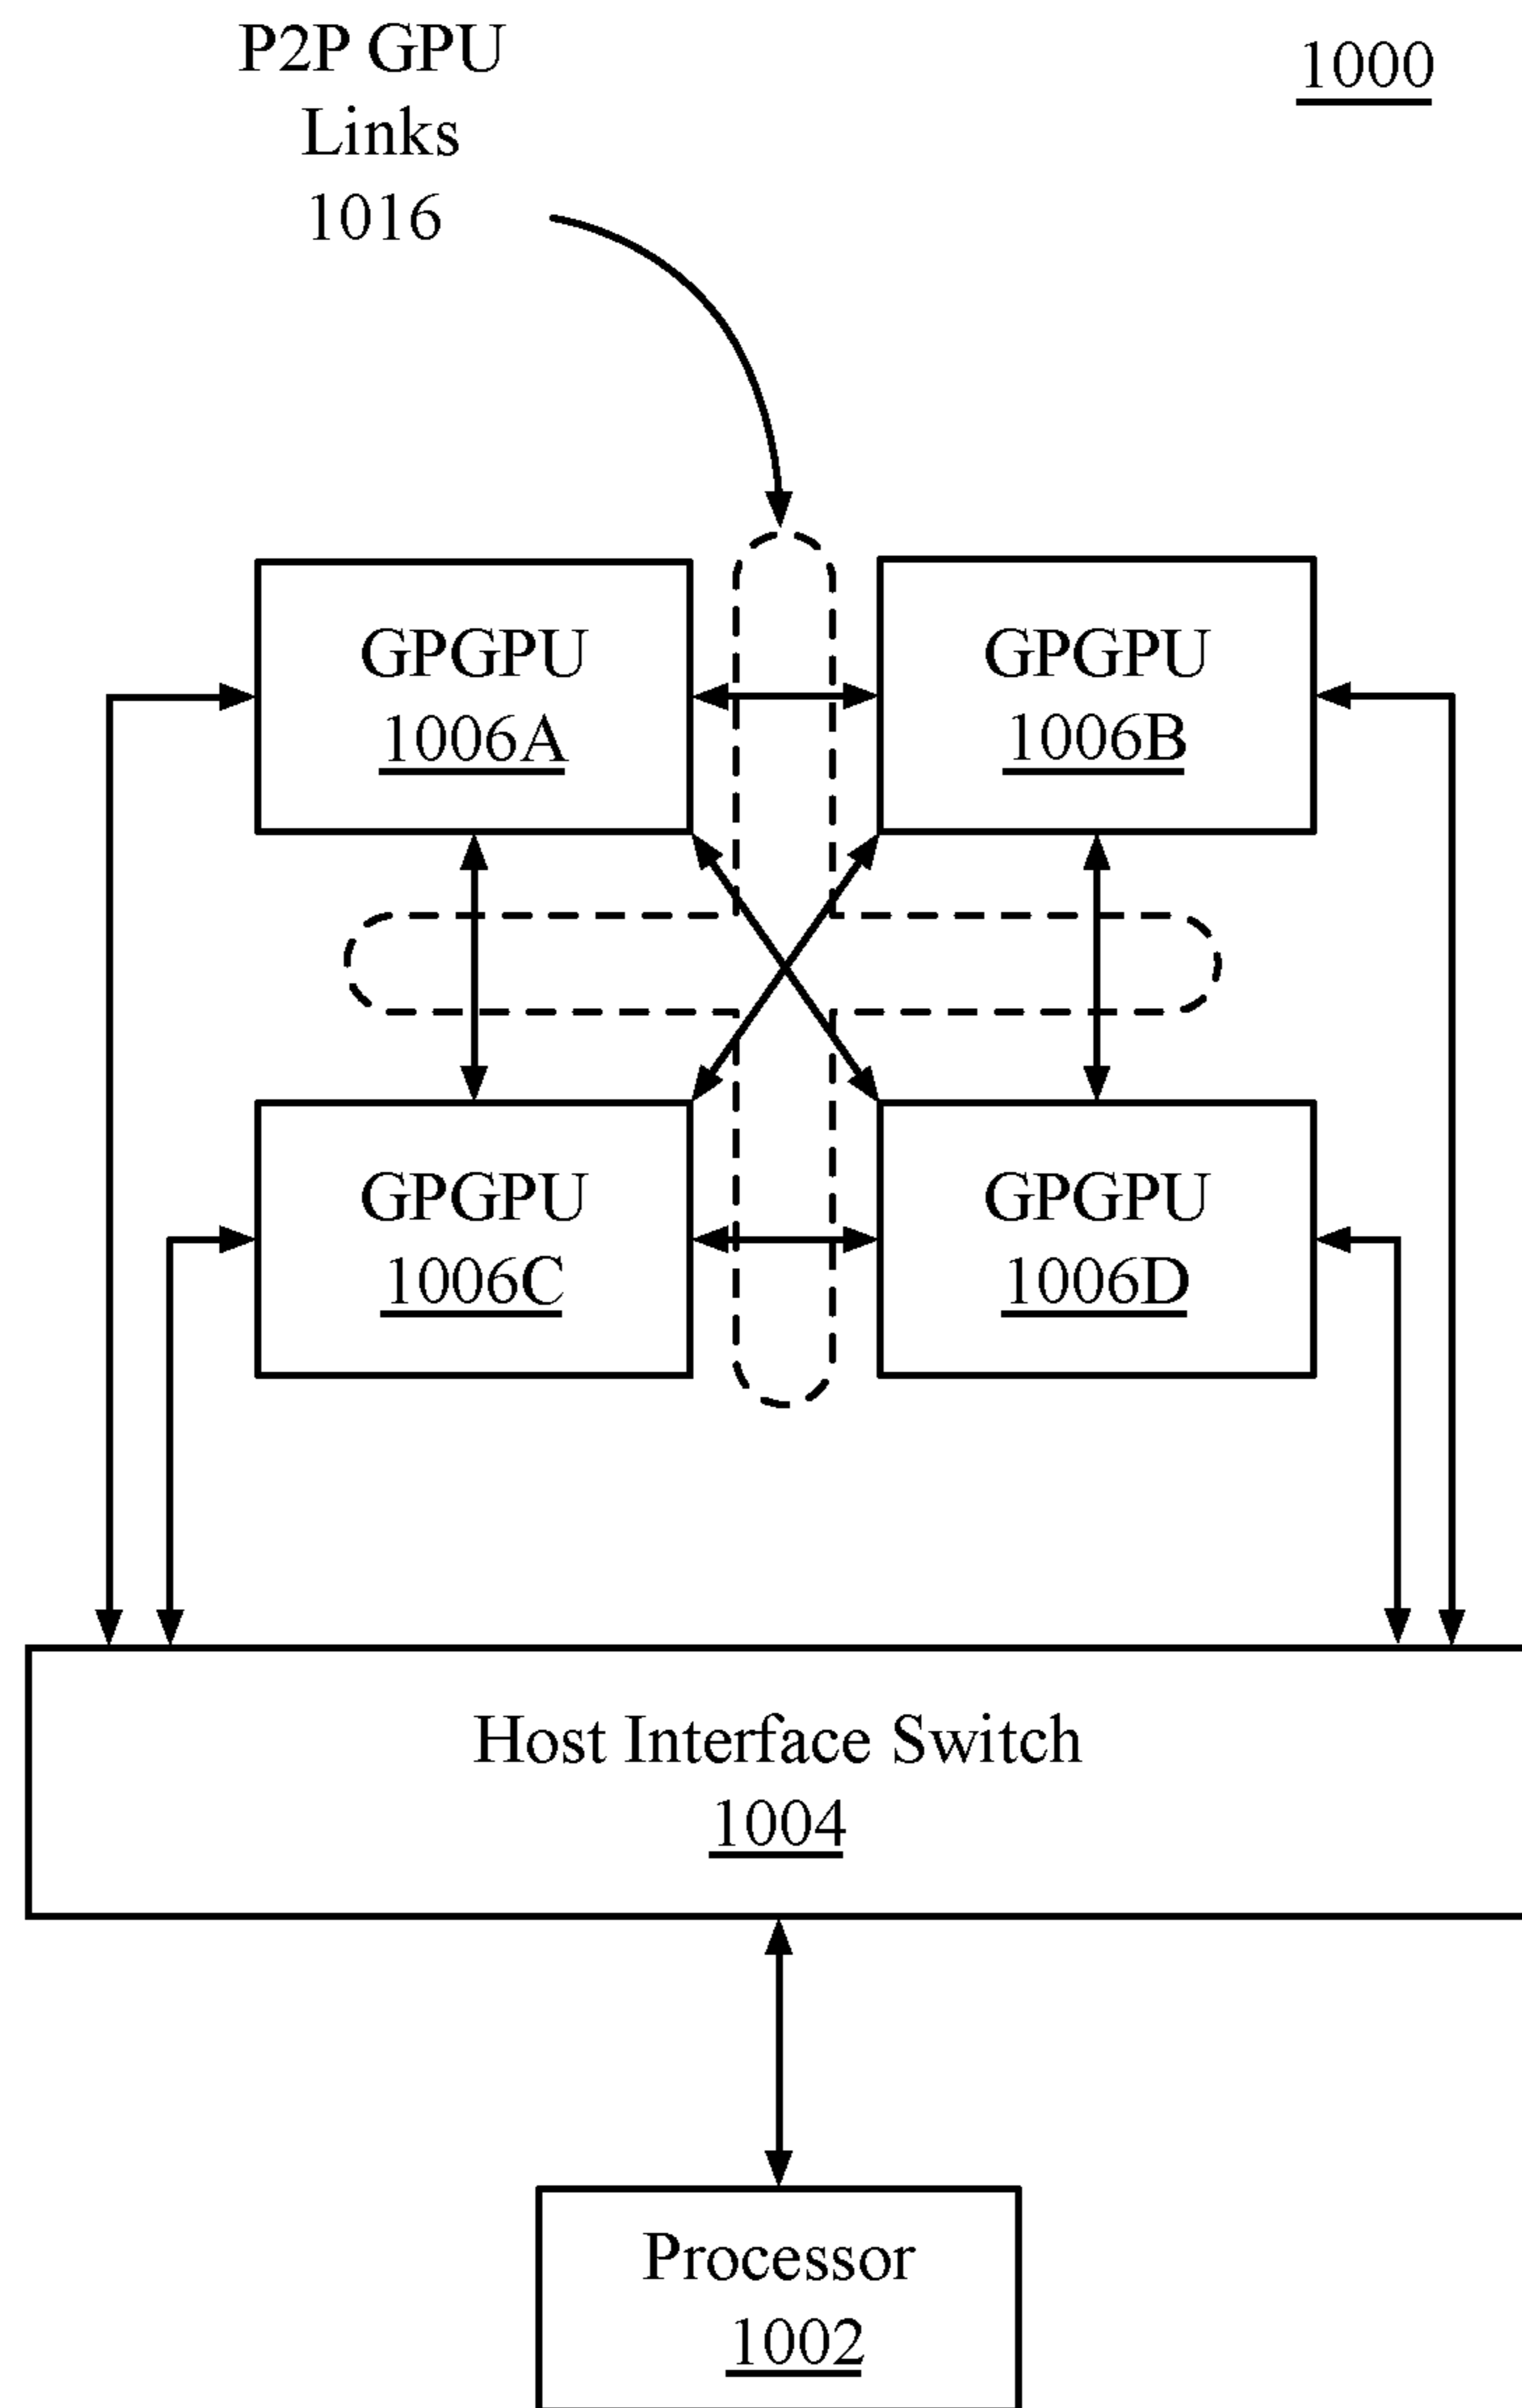 P2P GPU
Links
1016
1000
GPGPU
1006A
GPGPU
1006B
GPGPU
1006C
GPGPU
1006D
Host Interface Switch
1004
Processor
1002